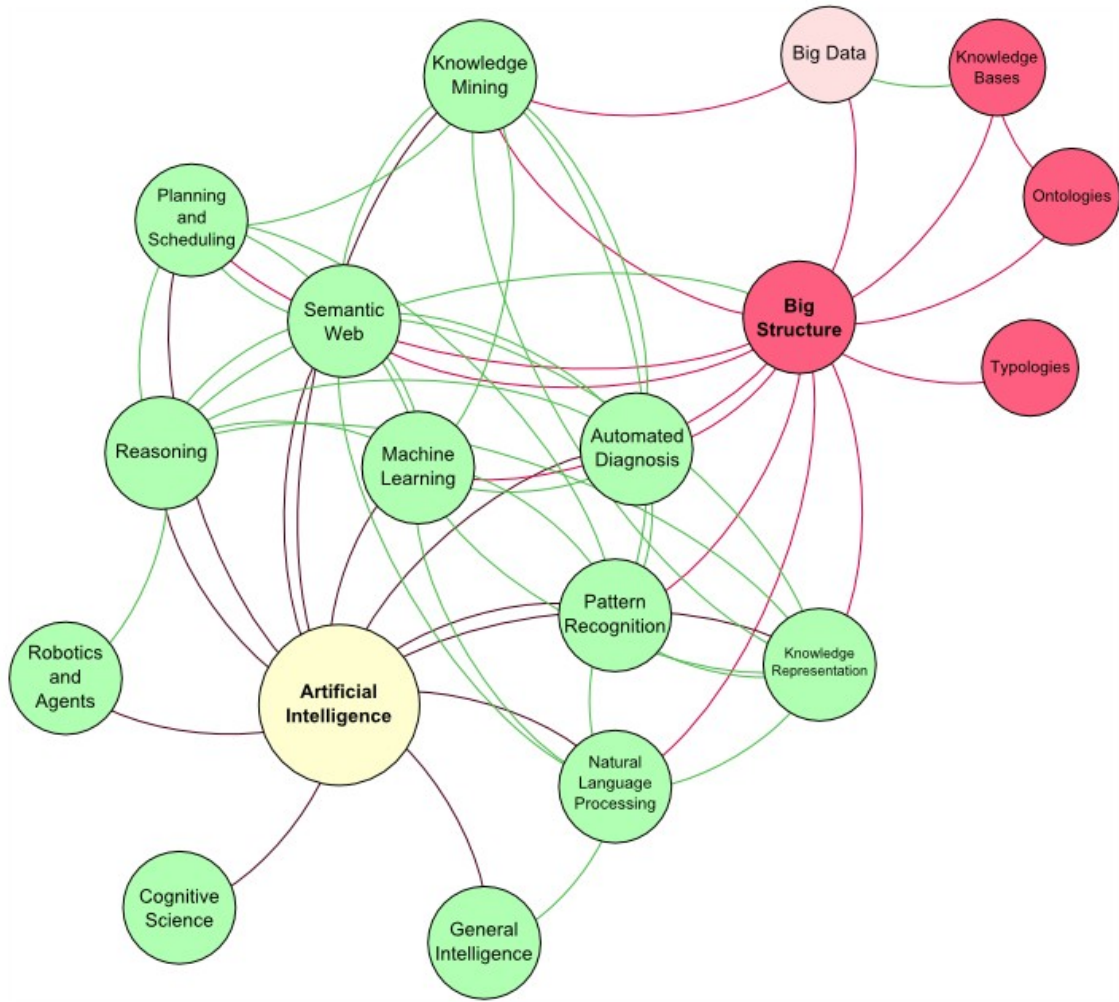 Knowledge
Mining
Big Data
Knowledge
Bases
Planning
and
Scheduling
Ontologies
Semantic
Web
Big
Structure
Typologies
Reasoning
Machine
Learning
Automated
Diagnosis
Pattern
Recognition
Knowledge
Representation
Robotics
and
Agents
Artificial
Intelligence
Natural
Language
Processing
Cognitive
Science
General
Intelligence